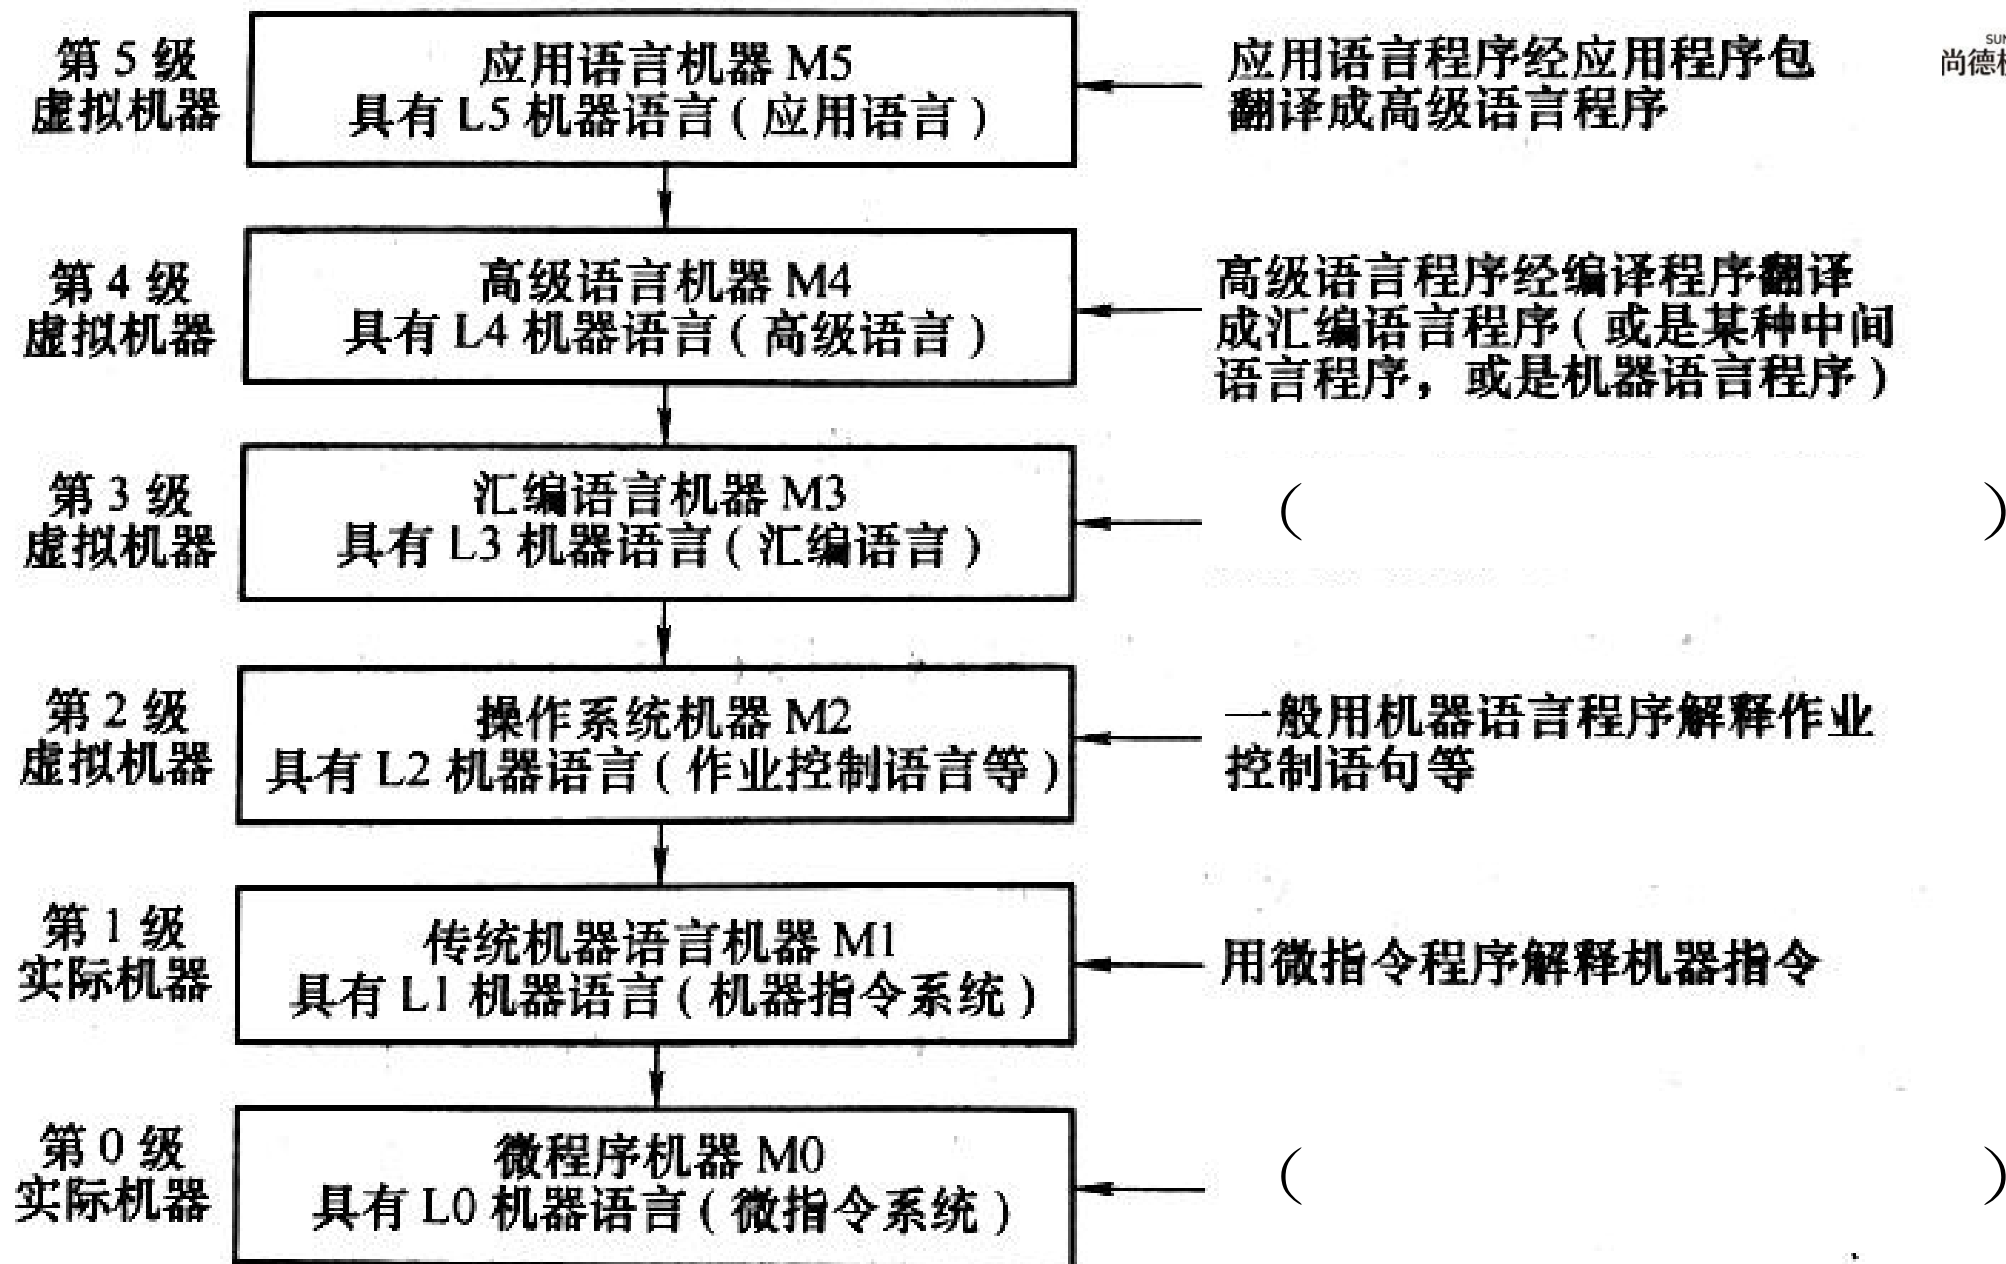 第 5 级
虚拟机器
应用语言机器 M5
具有 L5 机器语言 ( 应用语言 )
应用语言程序经应用程序包
翻译成高级语言程序
尚德
第 4 级
虚拟机器
高级语言机器 M4
具有 L4 机器语言 ( 高级语言 )
高级语言程序经编译程序翻译
成汇编语言程序 ( 或是某种中间
语言程序，或是机器语言程序 )
第 3 级
虚拟机器
汇编语言机器 M3
具有 L3 机器语言 ( 汇编语言 )
( )
第 2 级
虚拟机器
操作系统机器 M2
具有 L2 机器语言 ( 作业控制语言等 )
一般用机器语言程序解释作业
控制语句等
第 1 级
实际机器
传统机器语言机器 M1
具有 L1 机器语言 ( 机器指令系统 )
用微指令程序解释机器指令
第 0 级
实际机器
微程序机器 M0
具有 L0 机器语言 ( 微指令系统 )
( )